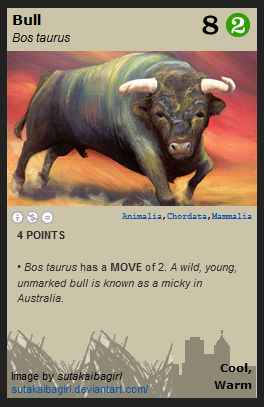 Bull
8 2
Bos taurus
Animalia,Chordata,Mammalia
4 POINTS
• Bos taurus has a MOVE of 2. A wild, young,
unmarked bull is known as a micky in
Australia.
Cool,
Warm
Image by sutakaibagirl
sutakaibagirl.deviantart.com/